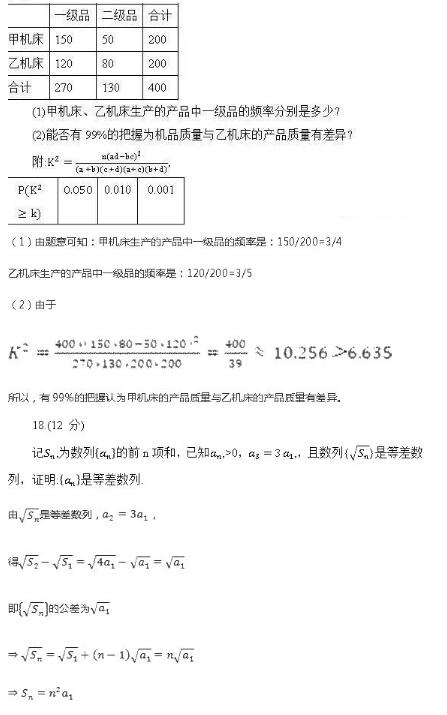 一级品 二级品 合计
甲机床 150 50 200
乙机床 120 80 200
合计 270 130 400
(1)甲机床、乙机床生产的产品中一级品的频率分别是多少?
(2)能否有 99%的把握为机品质量与乙机床的产品质量有差异?
附:K²=n(ad-bc)²/(a+b)(c+d)(a+c)(b+d),
P(K² 0.050 0.010 0.001
≥k)
(1)由题意可知:甲机床生产的产品中一级品的频率是:150/200=3/4
乙机床生产的产品中一级品的频率是:120/200=3/5
(2)由于
K² = 400(150·80-50·120)²/270·130·200·200 = 400/39 ≈ 10.256 >6.635
所以,有99%的把握认为甲机床的产品质量与乙机床的产品质量有差异。
18.(12 分)
记Sₙ,为数列{aₙ}的前 n 项和,已知aₙ,>0,a₃=3a₁,,且数列{√Sₙ}是等差数
列,证明:{aₙ}是等差数列.
由√Sₙ是等差数列,a₂=3a₁,
得√S₂-√S₁=√4a₁-√a₁=√a₁
即{√Sₙ}的公差为√a₁
⇒√Sₙ=√S₁+(n-1)√a₁=n√a₁
⇒Sₙ=n²a₁